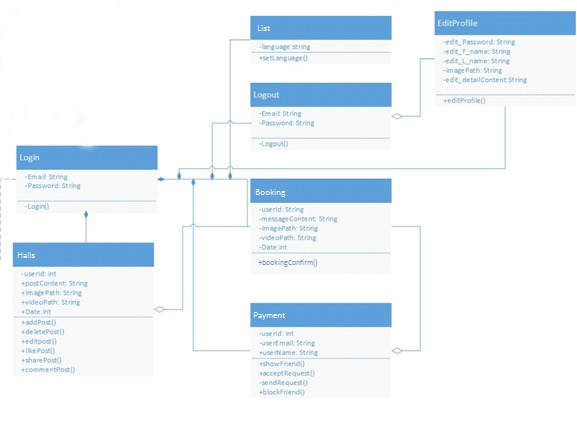 List
-language:string
+setLanguage()
EditProfile
-edit_Password: String
-edit_F_name: String
-edit_L_name: String
-imagePath: String
-edit_detailContent:String
+editProfile()
Logout
-Email: String
-Password: String
-Logout()
Login
-Email: String
-Password: String
-Login()
Booking
-userid: String
-messageContent: String
-imagePath: String
-videoPath: String
-Date:int
+bookingConfirm()
Halls
-userid: int
+postContent: String
+imagePath: String
+videoPath: String
+Date:int
+addPost()
+deletePost()
+editpost()
+likePost()
+sharePost()
+commentPost()
Payment
-userid: int
-userEmail: String
+userName: String
+showFriend()
+acceptRequest()
-sendRequest()
+blockFriend()